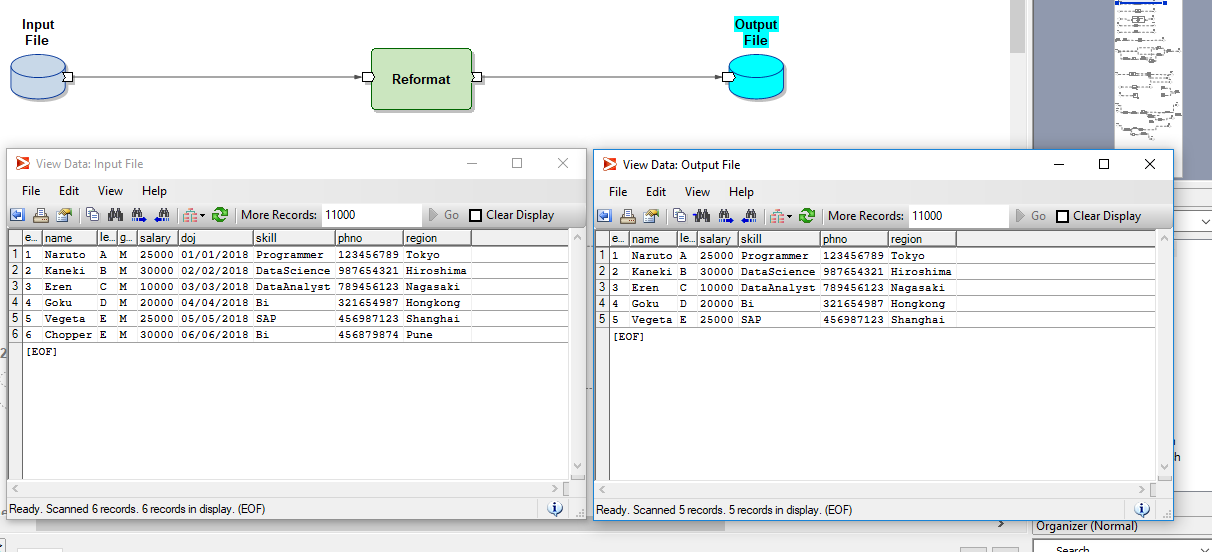 Input
File
Output
File
Reformat
View Data: Input File
File Edit View Help
More Records: 11000 Go Clear Display
e... name le... g... salary doj skill phno region
1 1 Naruto A M 25000 01/01/2018 Programmer 123456789 Tokyo
2 2 Kaneki B M 30000 02/02/2018 DataScience 987654321 Hiroshima
3 3 Eren C M 10000 03/03/2018 DataAnalyst 789456123 Nagasaki
4 4 Goku D M 20000 04/04/2018 Bi 321654987 Hongkong
5 5 Vegeta E M 25000 05/05/2018 SAP 456987123 Shanghai
6 6 Chopper E M 30000 06/06/2018 Bi 456879874 Pune
[EOF]
Ready. Scanned 6 records. 6 records in display. (EOF)
View Data: Output File
File Edit View Help
More Records: 11000 Go Clear Display
e... name le... salary skill phno region
1 1 Naruto A 25000 Programmer 123456789 Tokyo
2 2 Kaneki B 30000 DataScience 987654321 Hiroshima
3 3 Eren C 10000 DataAnalyst 789456123 Nagasaki
4 4 Goku D 20000 Bi 321654987 Hongkong
5 5 Vegeta E 25000 SAP 456987123 Shanghai
[EOF]
Ready. Scanned 5 records. 5 records in display. (EOF)
Organizer (Normal)
Search